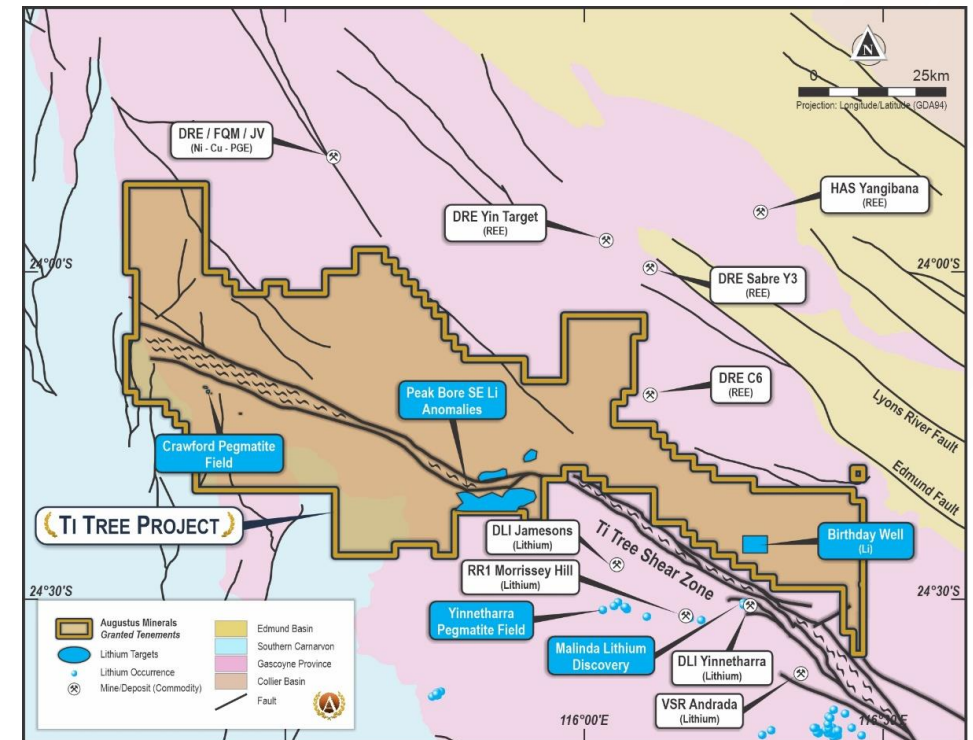 N
0 25km
Projection: Longitude/Latitude (GDA94)
DRE / FQM / JV
(Ni - Cu - PGE)
HAS Yangibana
(REE)
DRE Yin Target
(REE)
24°00'S
24°00'S
DRE Sabre Y3
(REE)
DRE C6
(REE)
Peak Bore SE Li
Anomalies
Lyons River Fault
Edmund Fault
Crawford Pegmatite
Field
TI TREE PROJECT
DLI Jamesons
(Lithium)
Ti Tree Shear Zone
Birthday Well
(Li)
RR1 Morrissey Hill
(Lithium)
24°30'S
24°30'S
Yinnetharra
Pegmatite Field
Malinda Lithium
Discovery
DLI Yinnetharra
(Lithium)
VSR Andrada
(Lithium)
116°00'E
116°30'E
Augustus Minerals
Granted Tenements
Lithium Targets
Lithium Occurrence
Mine/Deposit (Commodity)
Edmund Basin
Southern Carnarvon
Gascoyne Province
Collier Basin
Fault
A